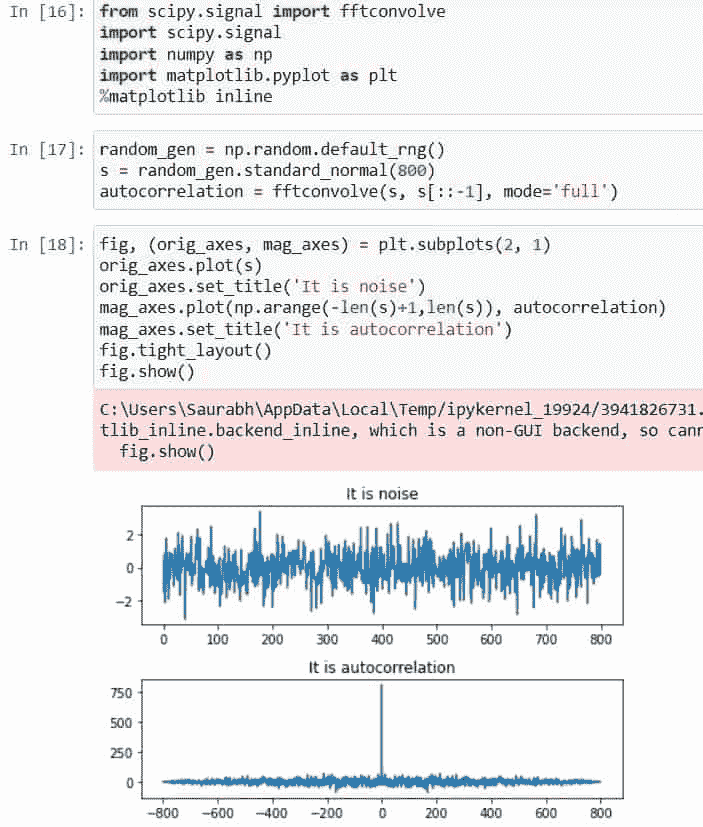 In [16]: from scipy.signal import fftconvolve
import scipy.signal
import numpy as np
import matplotlib.pyplot as plt
%matplotlib inline
In [17]: random_gen = np.random.default_rng()
s = random_gen.standard_normal(800)
autocorrelation = fftconvolve(s, s[::-1], mode='full')
In [18]: fig, (orig_axes, mag_axes) = plt.subplots(2, 1)
orig_axes.plot(s)
orig_axes.set_title('It is noise')
mag_axes.plot(np.arange(-len(s)+1,len(s)), autocorrelation)
mag_axes.set_title('It is autocorrelation')
fig.tight_layout()
fig.show()
C:\Users\Saurabh\AppData\Local\Temp/ipykernel_19924/3941826731.
tlib_inline.backend_inline, which is a non-GUI backend, so cann
fig.show()
It is noise
2
0
−2
0 100 200 300 400 500 600 700 800
It is autocorrelation
750
500
250
0
−800 −600 −400 −200 0 200 400 600 800